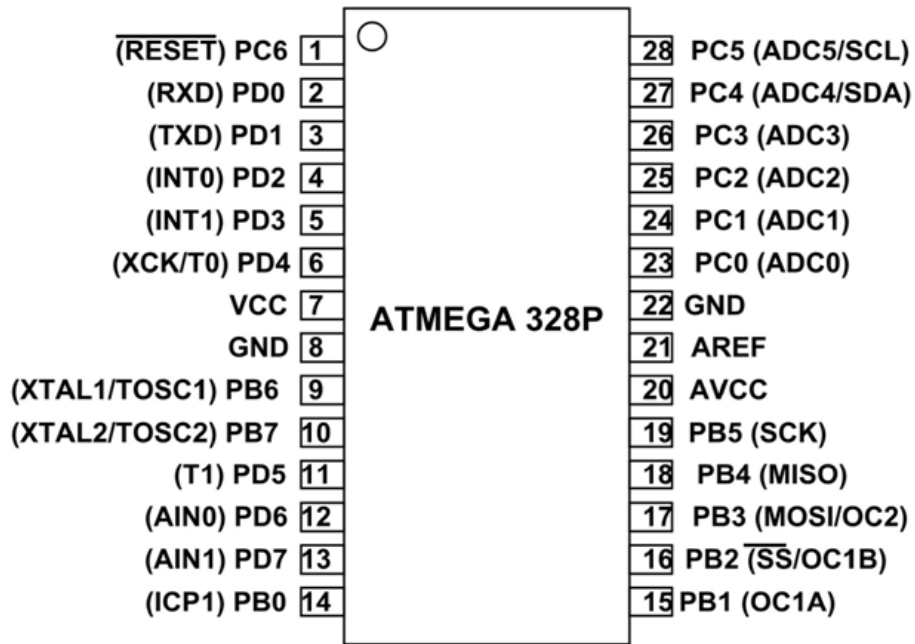 (RESET) PC6 1
(RXD) PD0 2
(TXD) PD1 3
(INT0) PD2 4
(INT1) PD3 5
(XCK/T0) PD4 6
VCC 7
GND 8
(XTAL1/TOSC1) PB6 9
(XTAL2/TOSC2) PB7 10
(T1) PD5 11
(AIN0) PD6 12
(AIN1) PD7 13
(ICP1) PB0 14
ATMEGA 328P
28 PC5 (ADC5/SCL)
27 PC4 (ADC4/SDA)
26 PC3 (ADC3)
25 PC2 (ADC2)
24 PC1 (ADC1)
23 PC0 (ADC0)
22 GND
21 AREF
20 AVCC
19 PB5 (SCK)
18 PB4 (MISO)
17 PB3 (MOSI/OC2)
16 PB2 (SS/OC1B)
15 PB1 (OC1A)